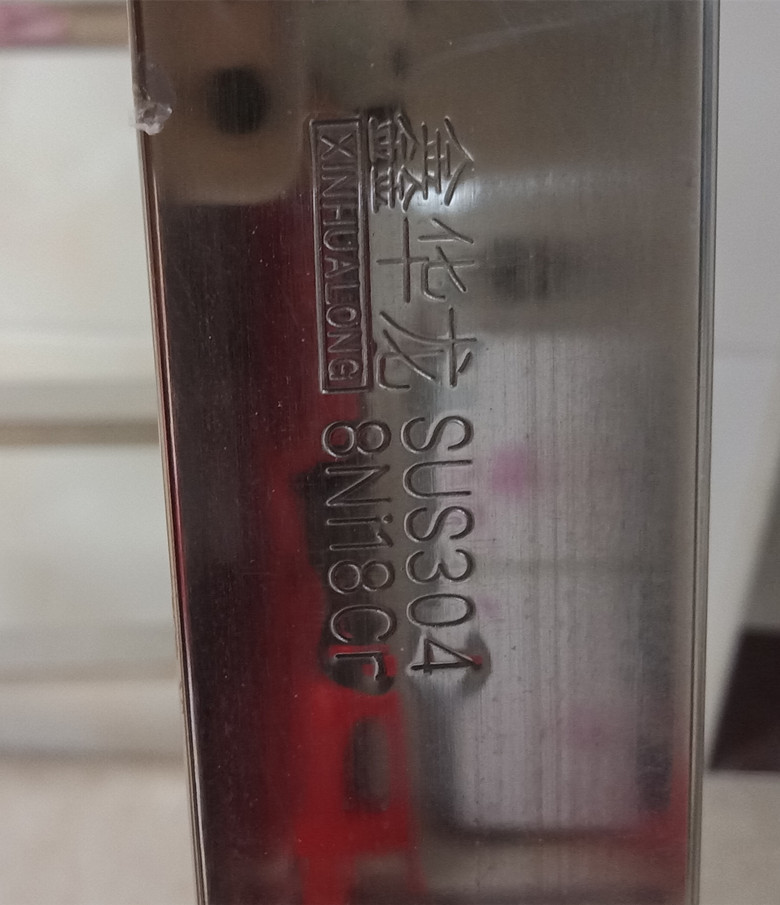 鑫华龙
XINHUALONG
SUS304
8Ni18Cr